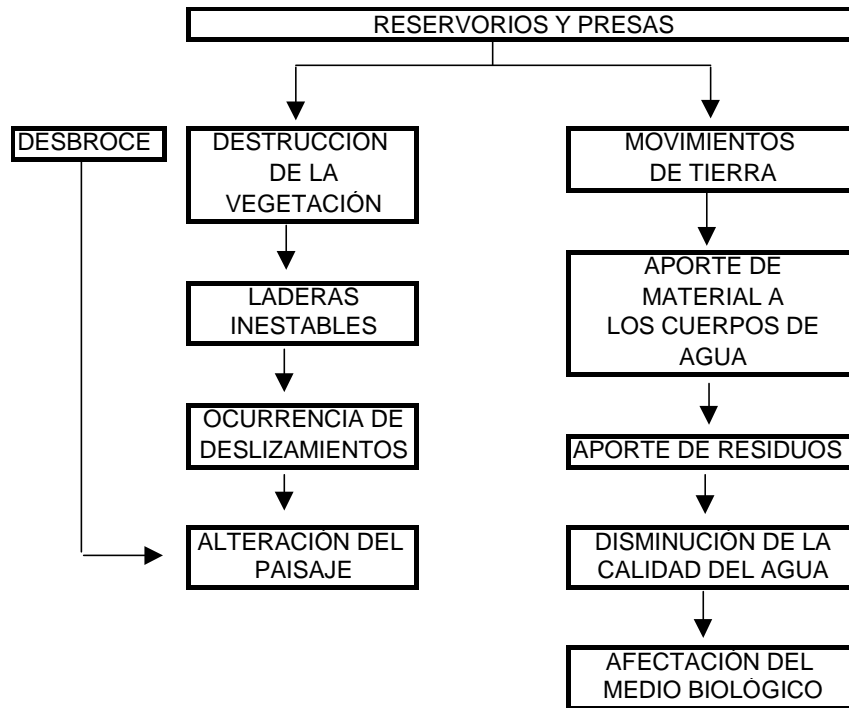 RESERVORIOS Y PRESAS
DESBROCE
DESTRUCCION
DE LA
VEGETACIÓN
LADERAS
INESTABLES
OCURRENCIA DE
DESLIZAMIENTOS
ALTERACIÓN DEL
PAISAJE
MOVIMIENTOS
DE TIERRA
APORTE DE
MATERIAL A
LOS CUERPOS DE
AGUA
APORTE DE RESIDUOS
DISMINUCIÓN DE LA
CALIDAD DEL AGUA
AFECTACIÓN DEL
MEDIO BIOLÓGICO